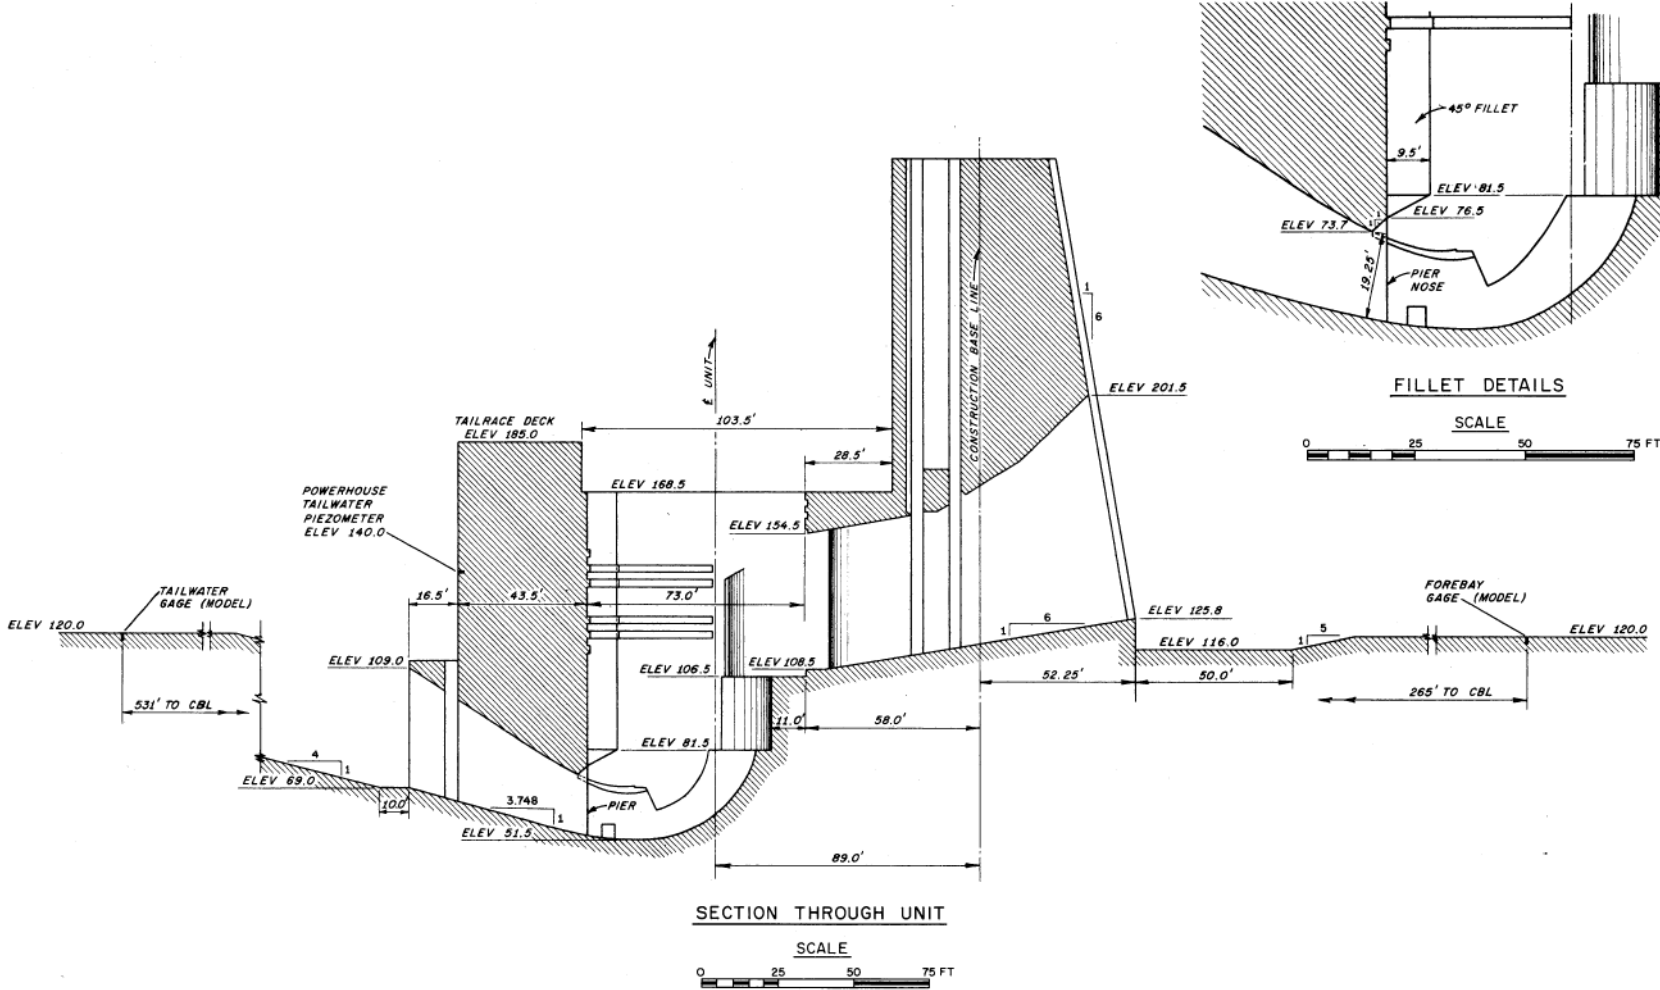 45° FILLET
9.5'
ELEV 81.5
ELEV 76.5
ELEV 73.7
1
1
19.25'
PIER
NOSE
FILLET DETAILS
SCALE
0 25 50 75 FT
CONSTRUCTION BASE LINE
1
6
ELEV 201.5
℄ UNIT
103.5'
28.5'
TAILRACE DECK
ELEV 185.0
ELEV 168.5
POWERHOUSE
TAILWATER
PIEZOMETER
ELEV 140.0
ELEV 154.5
TAILWATER
GAGE (MODEL)
16.5'
43.5'
73.0'
FOREBAY
GAGE (MODEL)
ELEV 120.0
6
1
ELEV 125.8
5
1
ELEV 120.0
ELEV 116.0
ELEV 109.0
ELEV 106.5
ELEV 108.5
52.25'
50.0'
531' TO CBL
265' TO CBL
11.0'
58.0'
ELEV 81.5
4
1
ELEV 69.0
10.0'
3.748
1
PIER
ELEV 51.5
89.0'
SECTION THROUGH UNIT
SCALE
0 25 50 75 FT